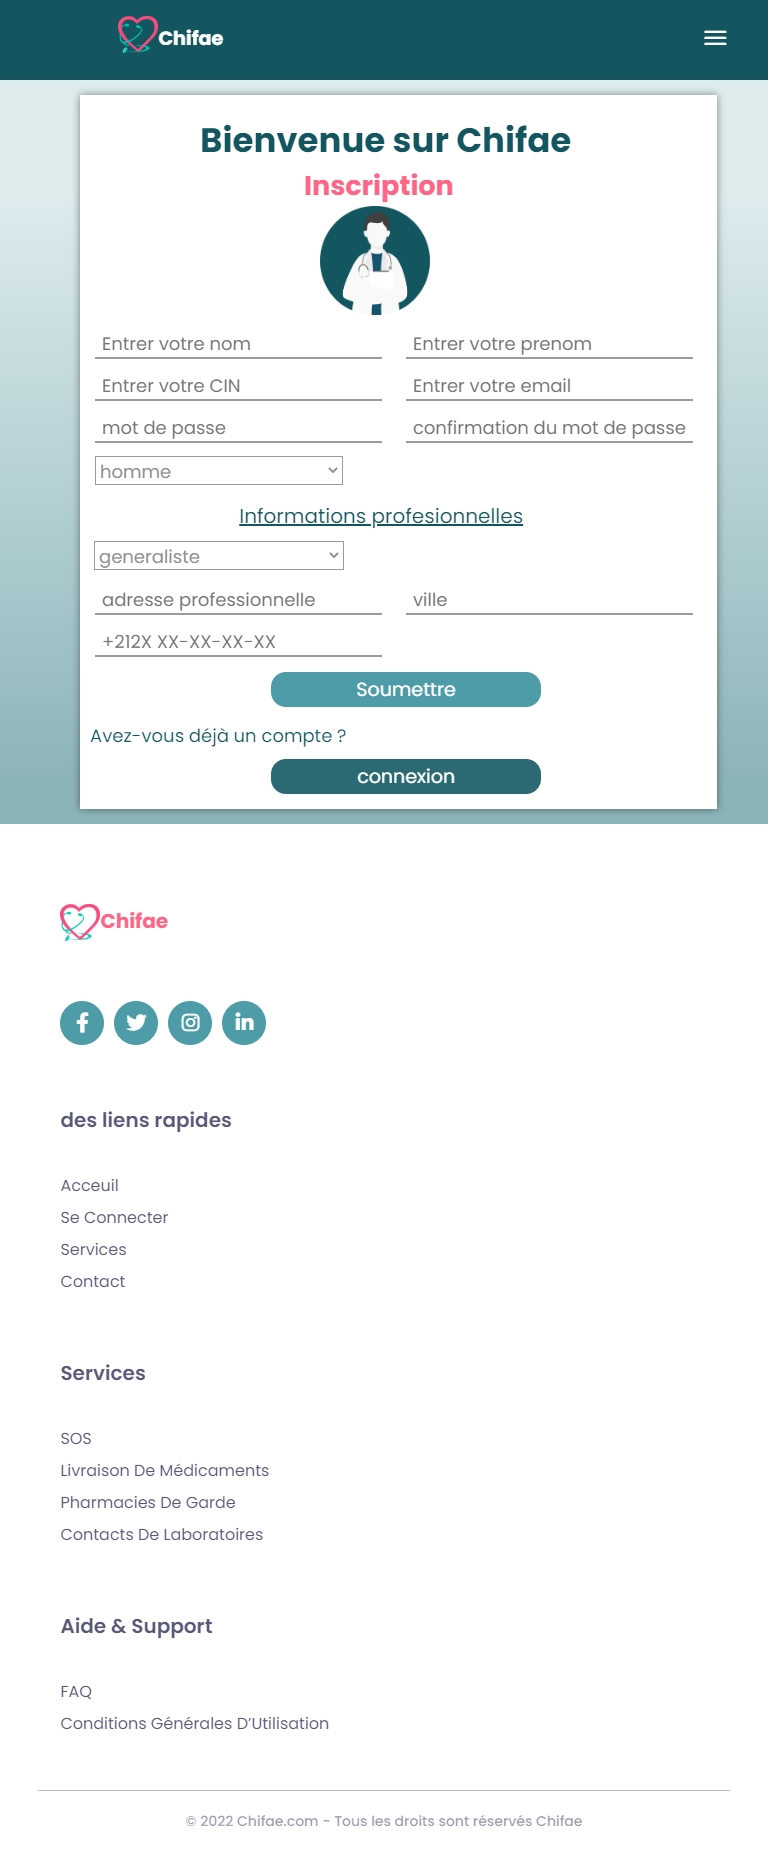 Chifae
Bienvenue sur Chifae
Inscription
Entrer votre nom
Entrer votre prenom
Entrer votre CIN
Entrer votre email
mot de passe
confirmation du mot de passe
homme
Informations profesionnelles
generaliste
adresse professionnelle
ville
+212X XX-XX-XX-XX
Soumettre
Avez-vous déjà un compte ?
connexion
Chifae
des liens rapides
Acceuil
Se Connecter
Services
Contact
Services
SOS
Livraison De Médicaments
Pharmacies De Garde
Contacts De Laboratoires
Aide & Support
FAQ
Conditions Générales D’Utilisation
© 2022 Chifae.com - Tous les droits sont réservés Chifae